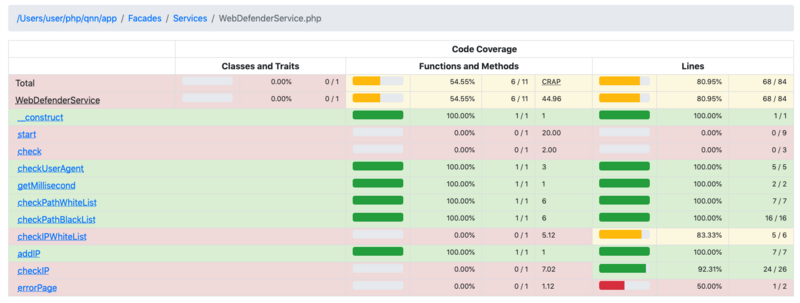 /Users/user/php/qnn/app / Facades / Services / WebDefenderService.php
Code Coverage
Classes and Traits Functions and Methods Lines
Total 0.00% 0 / 1 54.55% 6 / 11 CRAP 80.95% 68 / 84
WebDefenderService 0.00% 0 / 1 54.55% 6 / 11 44.96 80.95% 68 / 84
__construct 100.00% 1 / 1 1 100.00% 1 / 1
start 0.00% 0 / 1 20.00 0.00% 0 / 9
check 0.00% 0 / 1 2.00 0.00% 0 / 3
checkUserAgent 100.00% 1 / 1 3 100.00% 5 / 5
getMillisecond 100.00% 1 / 1 1 100.00% 2 / 2
checkPathWhiteList 100.00% 1 / 1 6 100.00% 7 / 7
checkPathBlackList 100.00% 1 / 1 6 100.00% 16 / 16
checkIPWhiteList 0.00% 0 / 1 5.12 83.33% 5 / 6
addIP 100.00% 1 / 1 1 100.00% 7 / 7
checkIP 0.00% 0 / 1 7.02 92.31% 24 / 26
errorPage 0.00% 0 / 1 1.12 50.00% 1 / 2